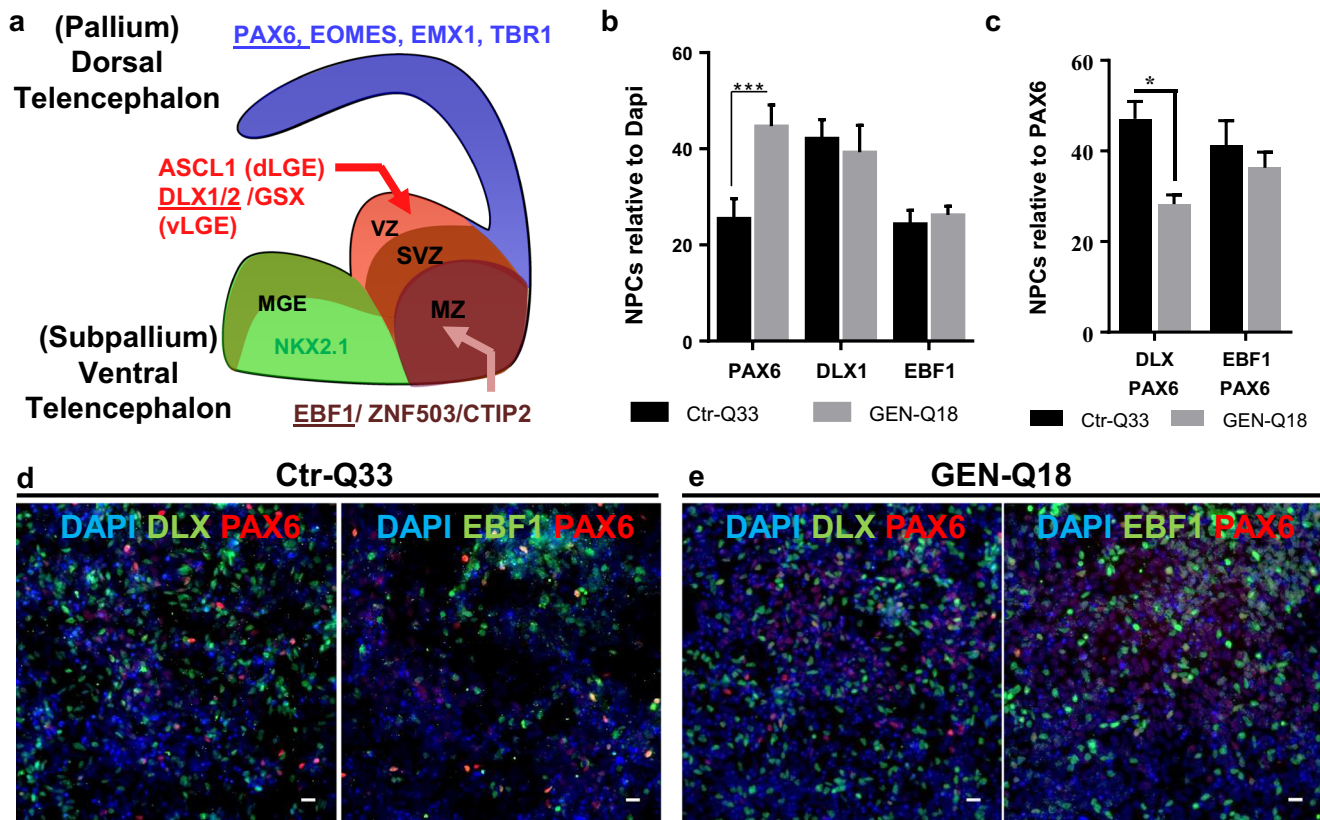 a
(Pallium)
Dorsal
Telencephalon
PAX6, EOMES, EMX1, TBR1
ASCL1 (dLGE)
DLX1/2 /GSX
(vLGE)
VZ
SVZ
MGE
MZ
NKX2.1
(Subpallium)
Ventral
Telencephalon
EBF1/ ZNF503/CTIP2
b
NPCs relative to Dapi
60
40
20
0
***
PAX6 DLX1 EBF1
Ctr-Q33 GEN-Q18
c
NPCs relative to PAX6
60
40
20
0
*
DLX EBF1
PAX6 PAX6
Ctr-Q33 GEN-Q18
d
Ctr-Q33
DAPI DLX PAX6
DAPI EBF1 PAX6
e
GEN-Q18
DAPI DLX PAX6
DAPI EBF1 PAX6